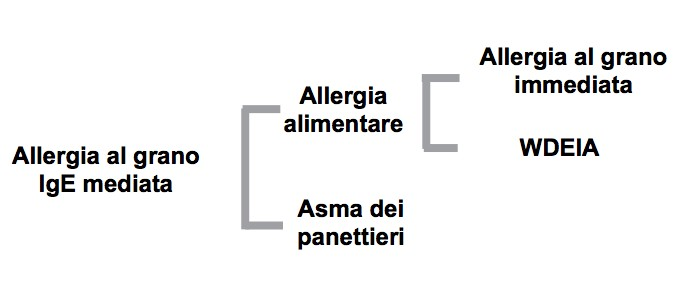 Allergia al grano
IgE mediata
Allergia
alimentare
Asma dei
panettieri
Allergia al grano
immediata
WDEIA